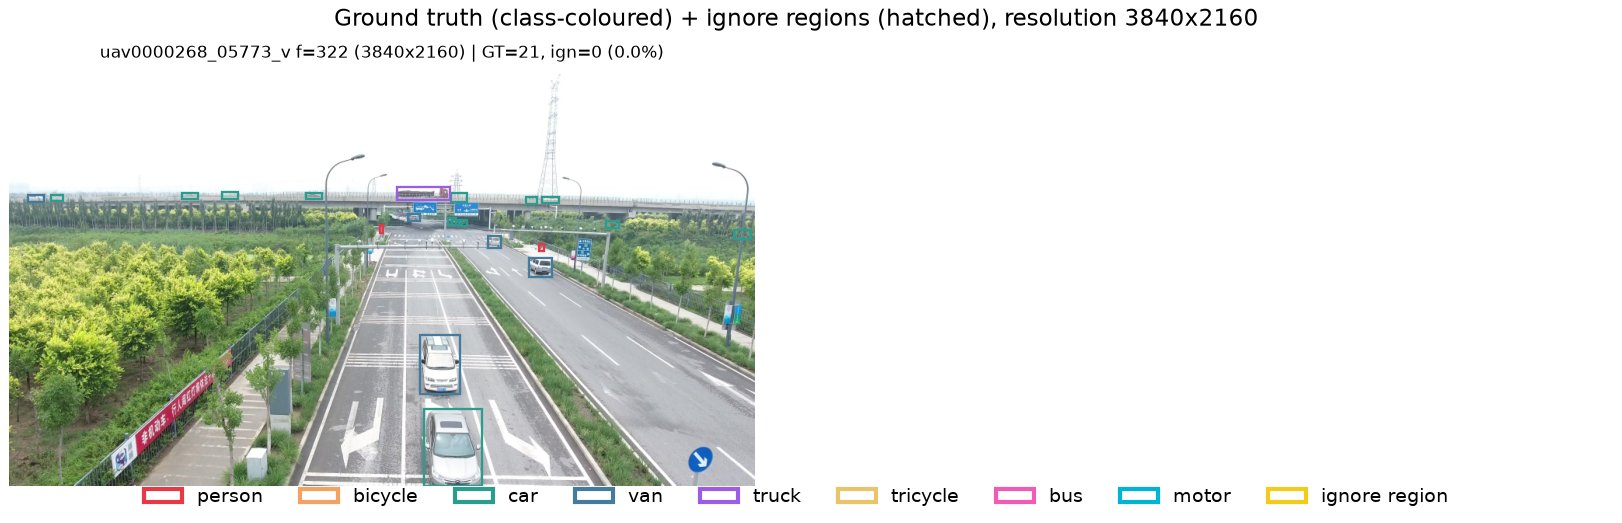 Ground truth (class-coloured) + ignore regions (hatched), resolution 3840x2160
uav0000268_05773_v f=322 (3840x2160) | GT=21, ign=0 (0.0%)
person
bicycle
car
van
truck
tricycle
bus
motor
ignore region